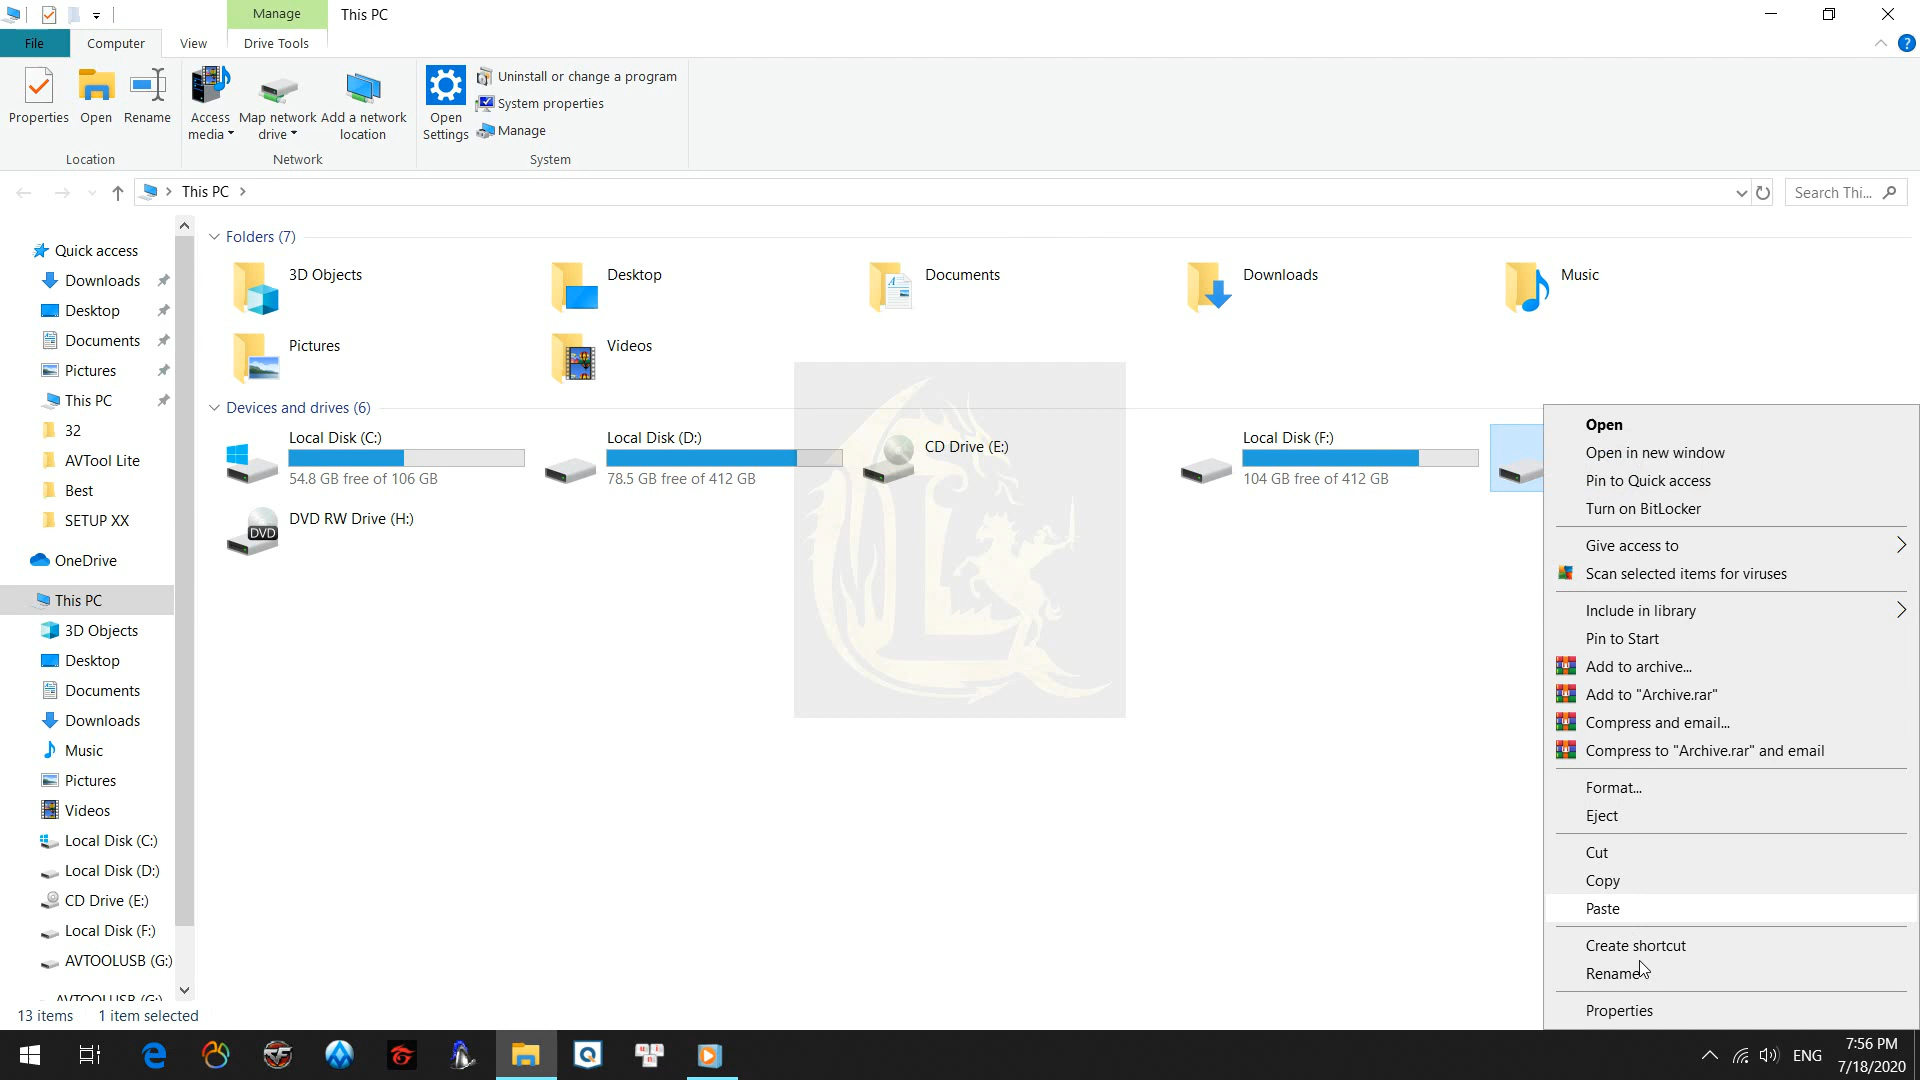 Manage
This PC
File
Computer
View
Drive Tools
Properties
Open
Rename
Access media
Map network drive
Add a network location
Open Settings
Uninstall or change a program
System properties
Manage
Location
Network
System
This PC
Search Thi...
Quick access
Downloads
Desktop
Documents
Pictures
This PC
32
AVTool Lite
Best
SETUP XX
OneDrive
This PC
3D Objects
Desktop
Documents
Downloads
Music
Pictures
Videos
Local Disk (C:)
Local Disk (D:)
CD Drive (E:)
Local Disk (F:)
AVTOOLUSB (G:)
AVTOOLUSB (G:)
Folders (7)
3D Objects
Desktop
Documents
Downloads
Music
Pictures
Videos
Devices and drives (6)
Local Disk (C:)
54.8 GB free of 106 GB
Local Disk (D:)
78.5 GB free of 412 GB
CD Drive (E:)
Local Disk (F:)
104 GB free of 412 GB
DVD
DVD RW Drive (H:)
Open
Open in new window
Pin to Quick access
Turn on BitLocker
Give access to
Scan selected items for viruses
Include in library
Pin to Start
Add to archive...
Add to "Archive.rar"
Compress and email...
Compress to "Archive.rar" and email
Format...
Eject
Cut
Copy
Paste
Create shortcut
Rename
Properties
13 items
1 item selected
ENG
7:56 PM
7/18/2020